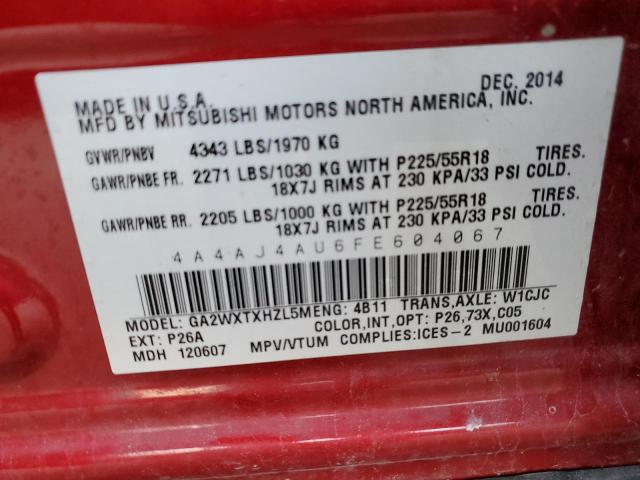 DEC. 2014
MADE IN U.S.A.
MFD BY MITSUBISHI MOTORS NORTH AMERICA, INC.
GVWR/PNBV 4343 LBS/1970 KG
GAWR/PNBE FR. 2271 LBS/1030 KG WITH P225/55R18 TIRES.
18X7J RIMS AT 230 KPA/33 PSI COLD.
GAWR/PNBE RR. 2205 LBS/1000 KG WITH P225/55R18 TIRES.
18X7J RIMS AT 230 KPA/33 PSI COLD.
4A4AJ4AU6FE604067
MODEL: GA2WXTXHZL5MENG: 4B11 TRANS,AXLE: W1CJC
EXT: P26A COLOR,INT,OPT: P26,73X,C05
MDH 120607 MPV/VTUM COMPLIES:ICES-2 MU001604